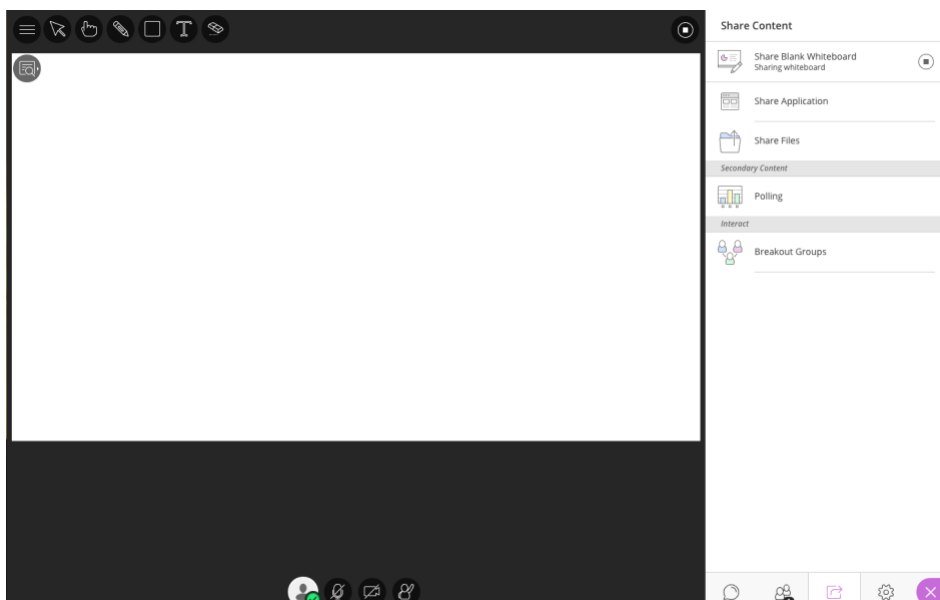 Share Content
Share Blank Whiteboard
Sharing whiteboard
Share Application
Share Files
Secondary Content
Polling
Interact
Breakout Groups